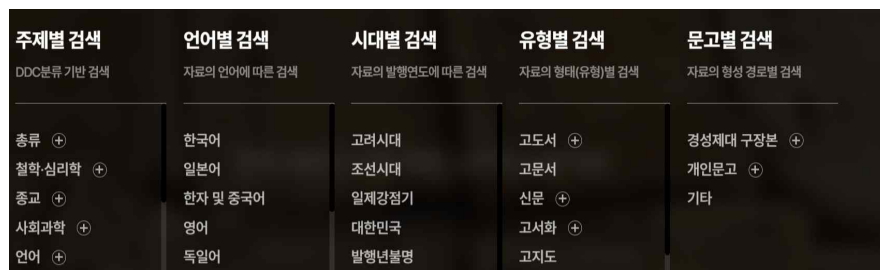 주제별 검색
DDC분류 기반 검색
총류
철학·심리학
종교
사회과학
언어
언어별 검색
자료의 언어에 따른 검색
한국어
일본어
한자 및 중국어
영어
독일어
시대별 검색
자료의 발행연도에 따른 검색
고려시대
조선시대
일제강점기
대한민국
발행년불명
유형별 검색
자료의 형태(유형)별 검색
고도서
고문서
신문
고서화
고지도
문고별 검색
자료의 형성 경로별 검색
경성제대 구장본
개인문고
기타